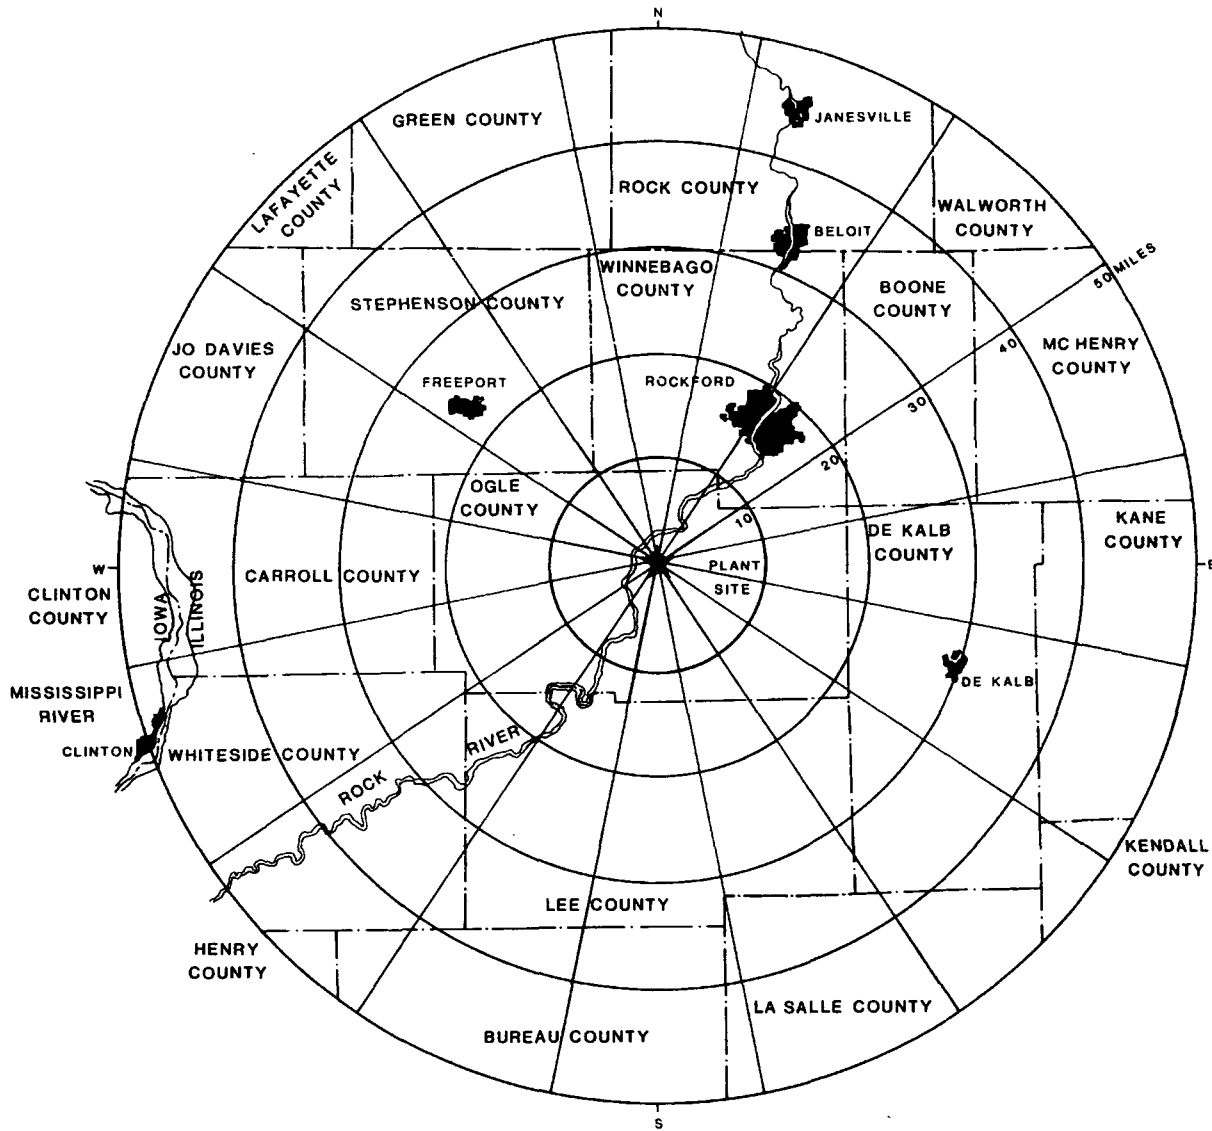 N
GREEN COUNTY
JANESVILLE
LAFAYETTE
COUNTY
ROCK COUNTY
WALWORTH
COUNTY
BELOIT
50 MILES
WINNEBAGO
COUNTY
STEPHENSON COUNTY
BOONE
COUNTY
JO DAVIES
COUNTY
40
MC HENRY
COUNTY
FREEPORT
ROCKFORD
30
20
OGLE
COUNTY
10
DE KALB
COUNTY
KANE
COUNTY
W
PLANT
SITE
E
CARROLL COUNTY
CLINTON
COUNTY
IOWA
ILLINOIS
MISSISSIPPI
RIVER
DE KALB
CLINTON
WHITESIDE COUNTY
ROCK RIVER
KENDALL
COUNTY
LEE COUNTY
HENRY
COUNTY
LA SALLE COUNTY
BUREAU COUNTY
S